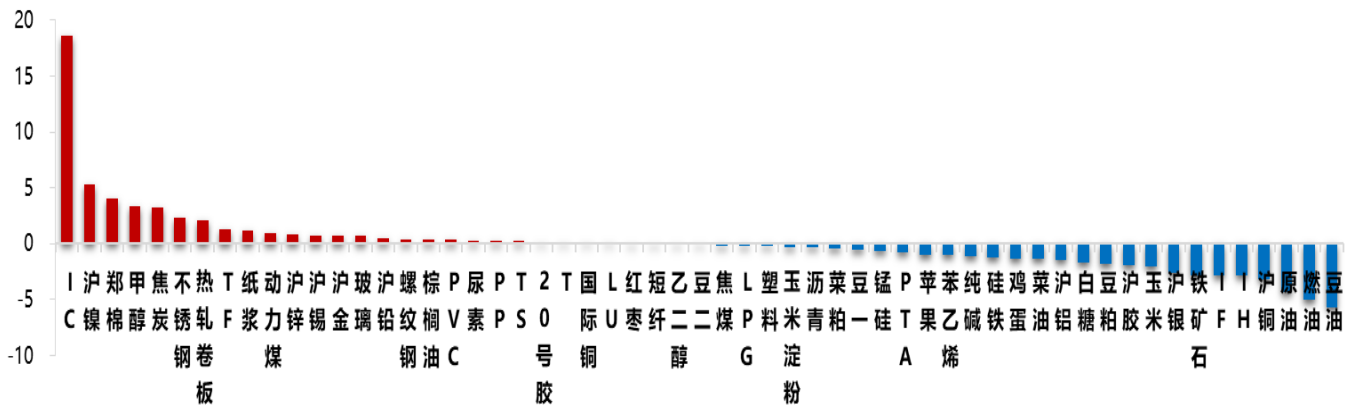 20
15
10
5
0
-5
-10
IC
沪镍
郑棉
甲醇
焦炭
不锈钢
热轧卷板
TF
纸浆
动力煤
沪锌
沪锡
沪金
玻璃
沪铅
螺纹钢
棕榈油
PVC
尿素
PP
TS
20号胶
T
国际铜
LU
红枣
短纤
乙二醇
豆二
焦煤
LPG
塑料
玉米淀粉
沥青
菜粕
豆一
锰硅
PTA
苹果
苯乙烯
纯碱
硅铁
鸡蛋
菜油
沪铝
白糖
豆粕
沪胶
玉米
沪银
铁矿石
IF
IH
沪铜
原油
燃油
豆油